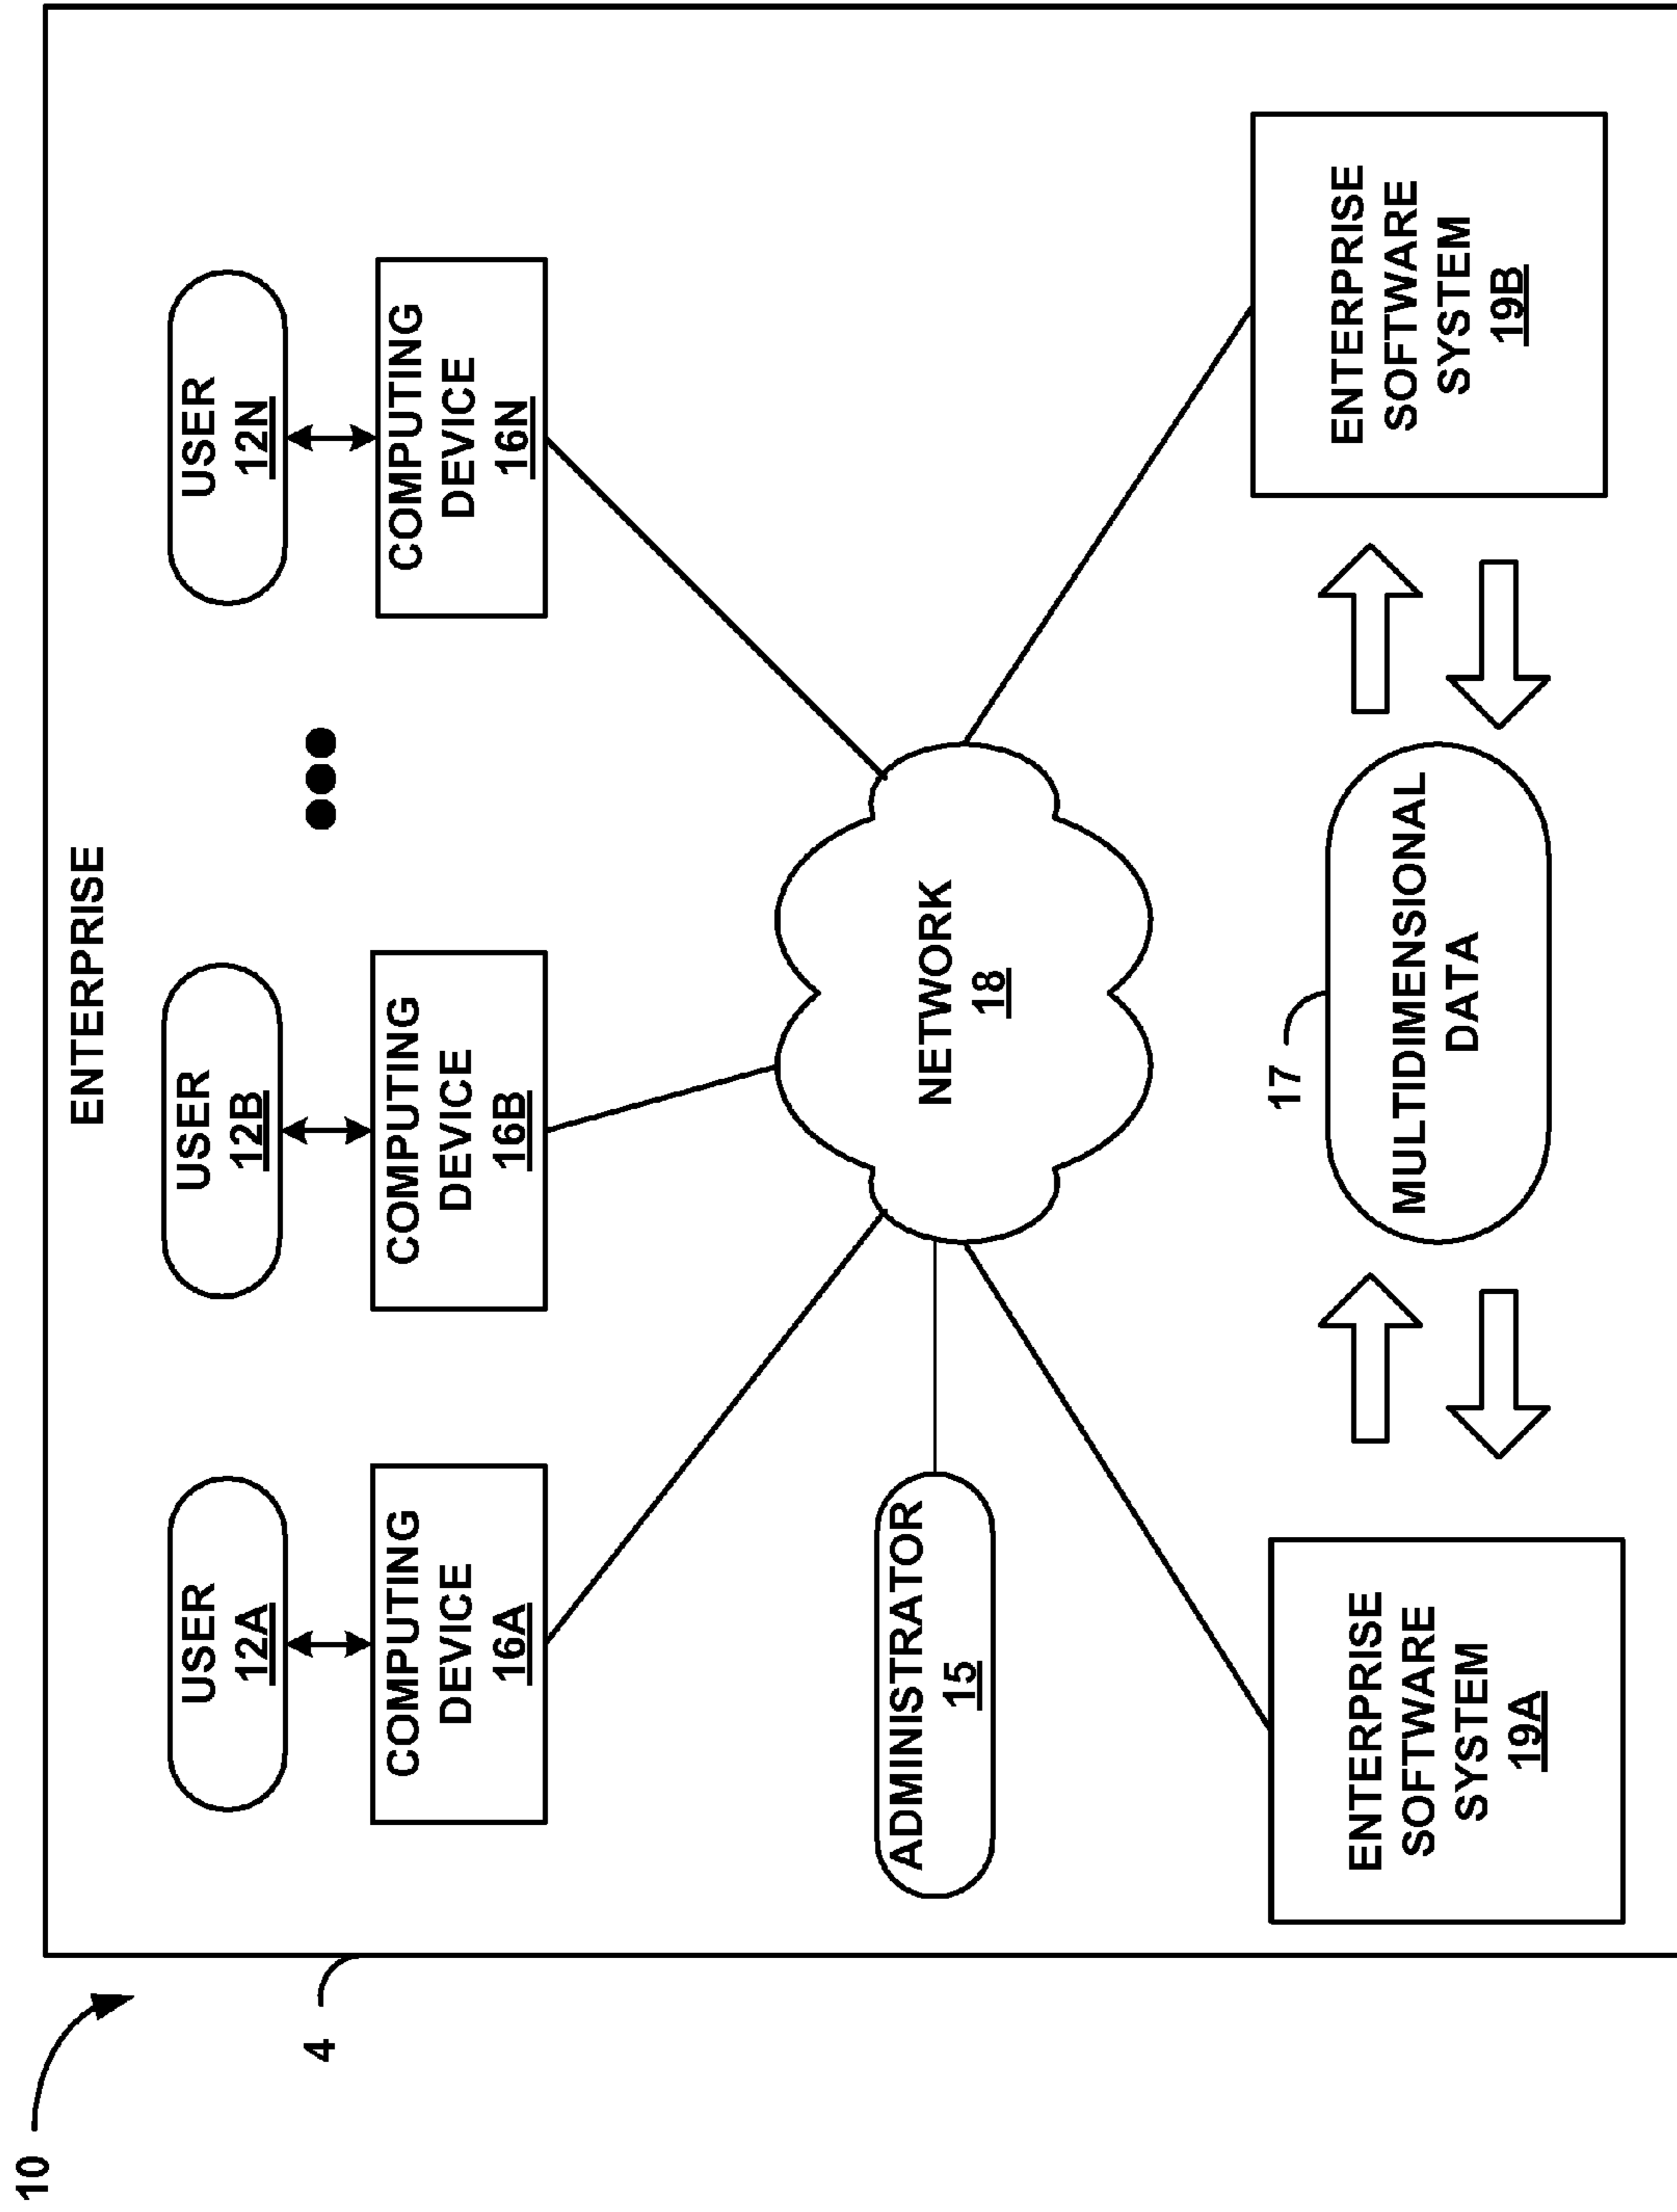 10
4
ENTERPRISE
USER
12A
USER
12B
USER
12N
COMPUTING
DEVICE
16A
COMPUTING
DEVICE
16B
COMPUTING
DEVICE
16N
ADMINISTRATOR
15
NETWORK
18
17
ENTERPRISE
SOFTWARE
SYSTEM
19A
MULTIDIMENSIONAL
DATA
ENTERPRISE
SOFTWARE
SYSTEM
19B